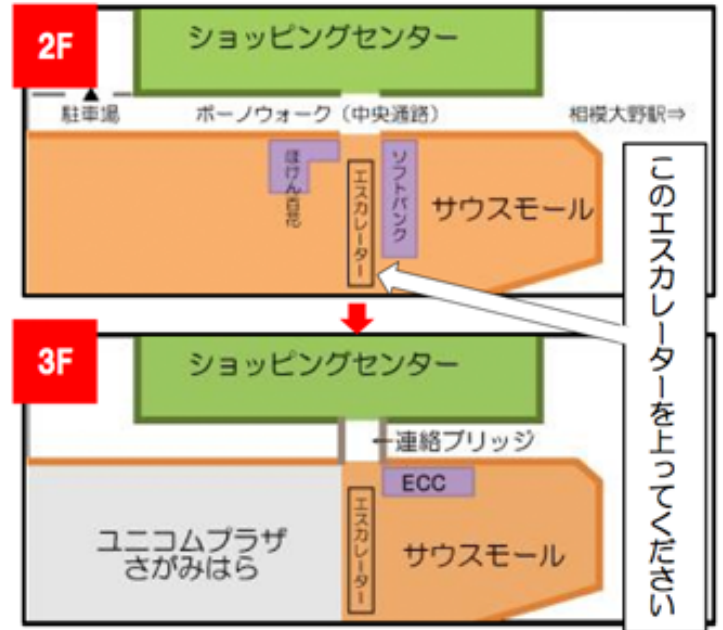 2F
ショッピングセンター
駐車場
ボーノウォーク（中央通路）
相模大野駅⇒
ほけん百花
エスカレーター
ソフトバンク
サウスモール
このエスカレーターを上ってください
3F
ショッピングセンター
←連絡ブリッジ
ECC
ユニコムプラザ
さがみはら
エスカレーター
サウスモール